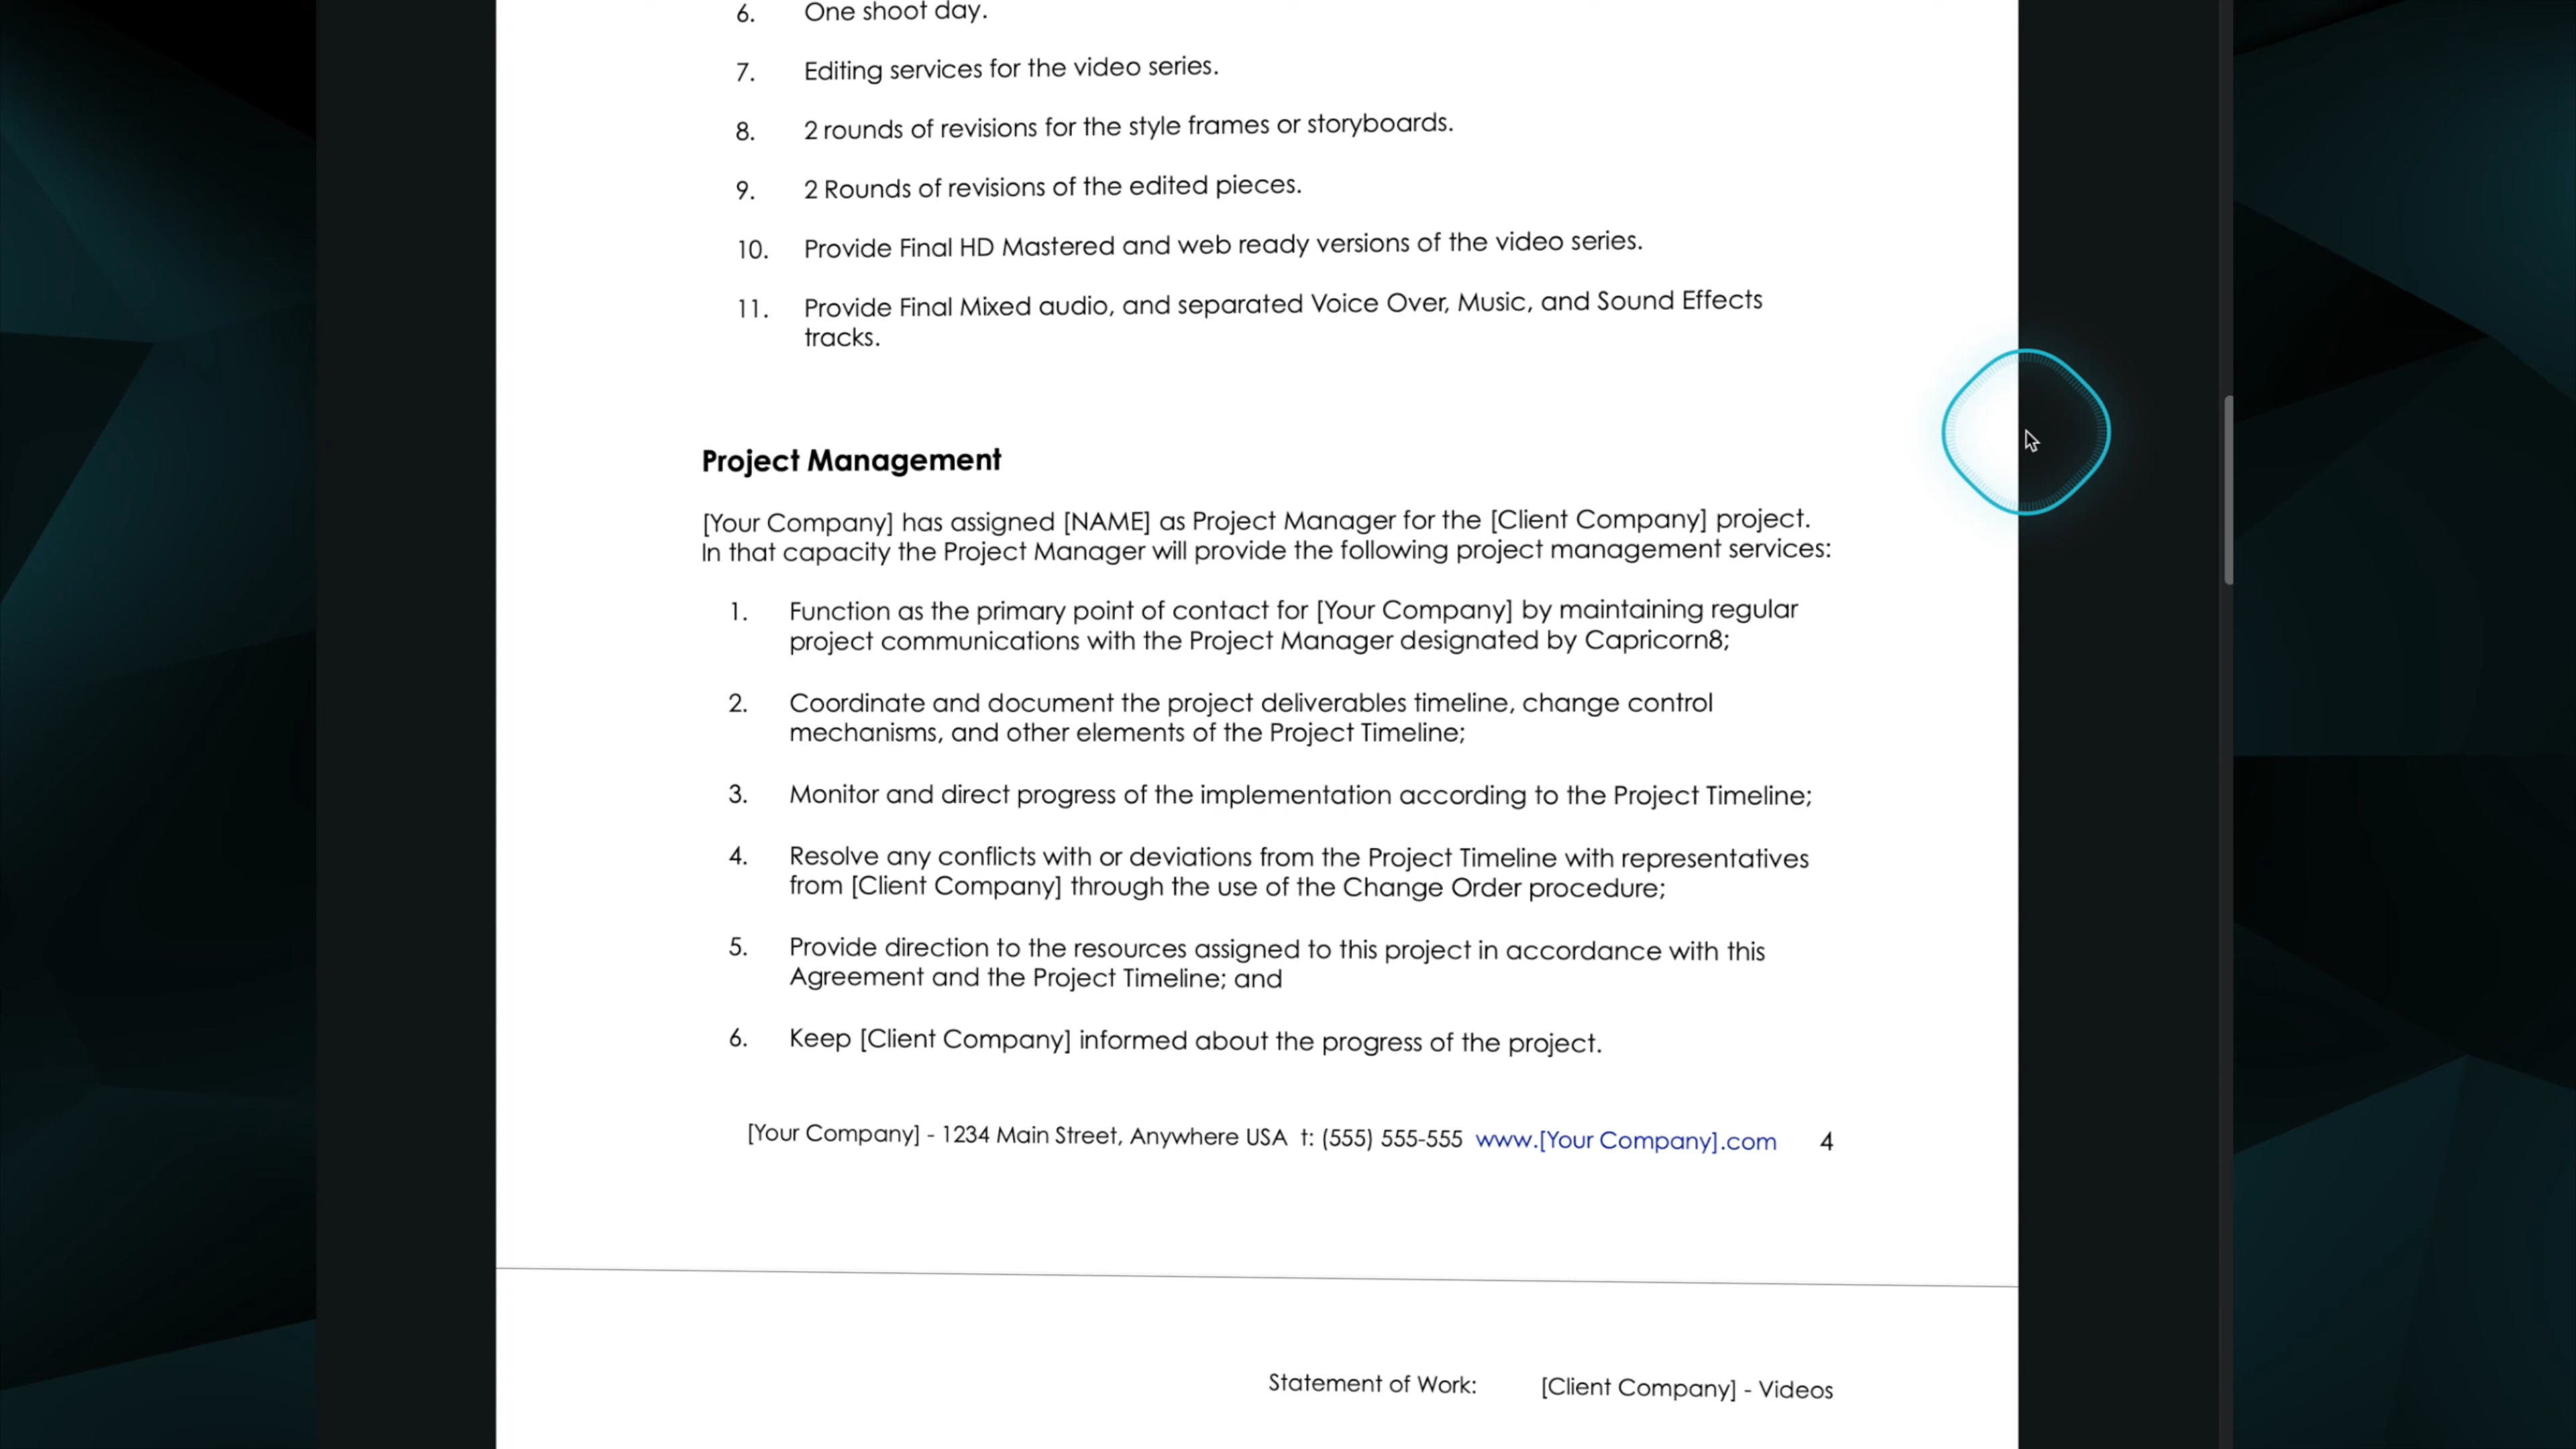 6. One shoot day.
7. Editing services for the video series.
8. 2 rounds of revisions for the style frames or storyboards.
9. 2 Rounds of revisions of the edited pieces.
10. Provide Final HD Mastered and web ready versions of the video series.
11. Provide Final Mixed audio, and separated Voice Over, Music, and Sound Effects
tracks.
Project Management
[Your Company] has assigned [NAME] as Project Manager for the [Client Company] project.
In that capacity the Project Manager will provide the following project management services:
1. Function as the primary point of contact for [Your Company] by maintaining regular
project communications with the Project Manager designated by Capricorn8;
2. Coordinate and document the project deliverables timeline, change control
mechanisms, and other elements of the Project Timeline;
3. Monitor and direct progress of the implementation according to the Project Timeline;
4. Resolve any conflicts with or deviations from the Project Timeline with representatives
from [Client Company] through the use of the Change Order procedure;
5. Provide direction to the resources assigned to this project in accordance with this
Agreement and the Project Timeline; and
6. Keep [Client Company] informed about the progress of the project.
[Your Company] - 1234 Main Street, Anywhere USA t: (555) 555-555 www.[Your Company].com 4
Statement of Work: [Client Company] - Videos